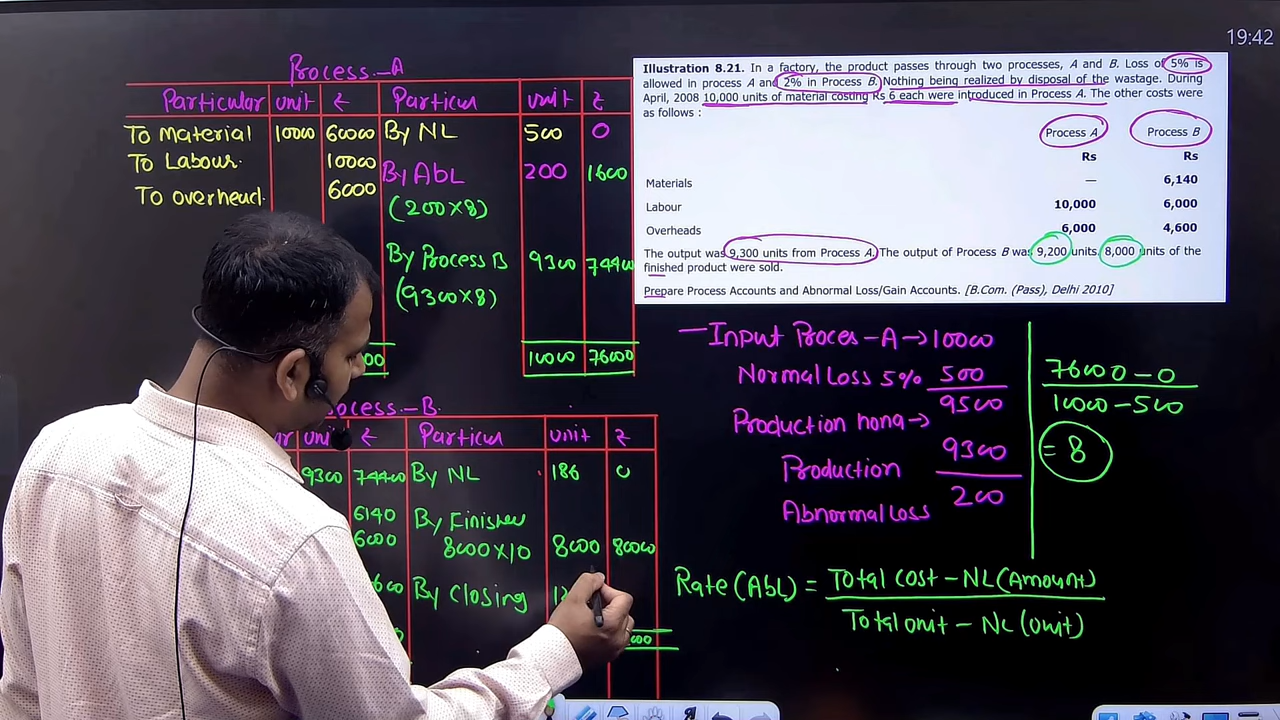 19:42
Process-A
Particular unit ₹ Particus unit ₹
To Material 10000 60000 By NL 500 0
To Labour 10000 By AbL 200 1600
To overhead 6000 (200×8)
By Process B 9300 74400
(9300×8)
00 10000 76000
Illustration 8.21. In a factory, the product passes through two processes, A and B. Loss of 5% is
allowed in process A and 2% in Process B. Nothing being realized by disposal of the wastage. During
April, 2008 10,000 units of material costing Rs 6 each were introduced in Process A. The other costs were
as follows :
Process A Process B
Rs Rs
Materials — 6,140
Labour 10,000 6,000
Overheads 6,000 4,600
The output was 9,300 units from Process A. The output of Process B was 9,200 units 8,000 units of the
finished product were sold.
Prepare Process Accounts and Abnormal Loss/Gain Accounts. [B.Com. (Pass), Delhi 2010]
Input Proces-A→10000
Normal Loss 5% 500
9500
Production hona→
Production 9300
Abnormal Loss 200
76000-0
10000-500
= 8
Rate (AbL) = Total Cost - NL (Amount)
Total unit - NL (Unit)
ocess-B
ar Uni ₹ Particus unit ₹
9300 74400 By NL 186 0
6140 By Finished
6000 8000×10 8000 80000
600 By Closing